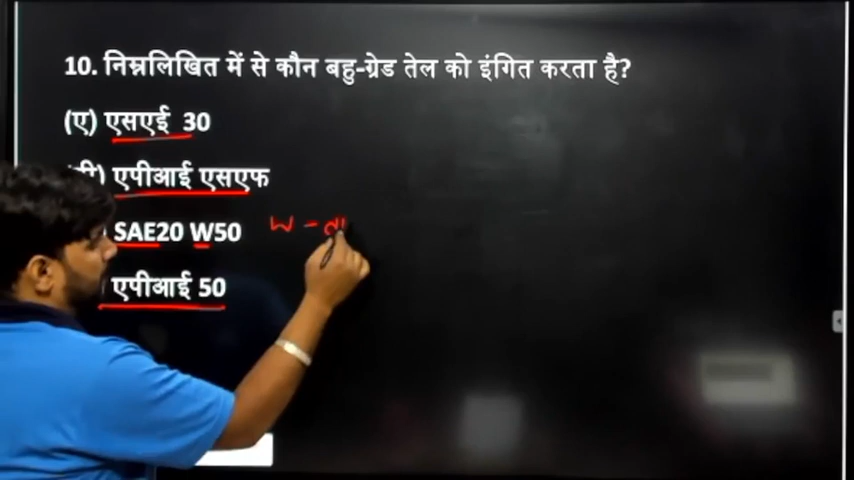 10. निम्नलिखित में से कौन बहु-ग्रेड तेल को इंगित करता है?
(ए) एसएई 30
एपीआई एसएफ
SAE20 W50 W -
एपीआई 50